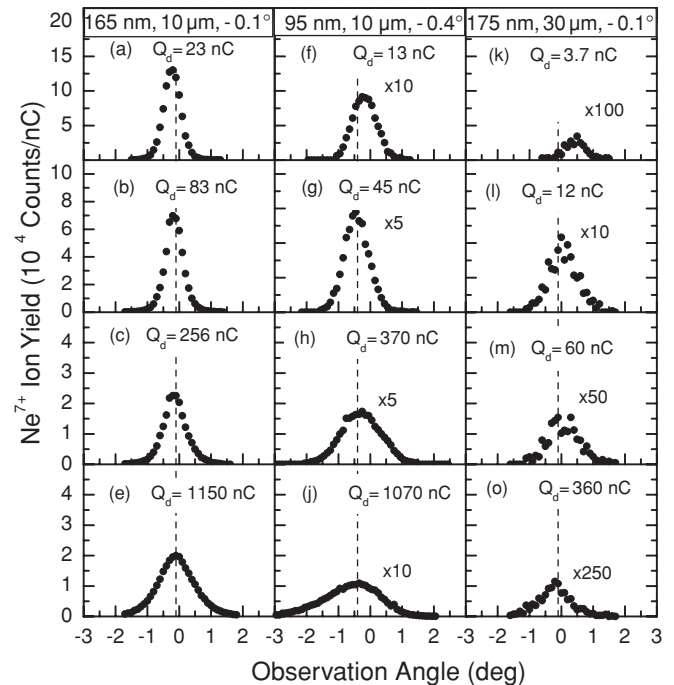 165 nm, 10 µm, - 0.1° 95 nm, 10 µm, - 0.4° 175 nm, 30 µm, - 0.1°
(a) Q_d = 23 nC (f) Q_d = 13 nC (k) Q_d = 3.7 nC
x10 x100
20
15
10
5
(b) Q_d = 83 nC (g) Q_d = 45 nC (l) Q_d = 12 nC
x5 x10
10
8
6
4
2
0
(c) Q_d = 256 nC (h) Q_d = 370 nC (m) Q_d = 60 nC
x5 x50
4
3
2
1
0
(e) Q_d = 1150 nC (j) Q_d = 1070 nC (o) Q_d = 360 nC
x10 x250
4
3
2
1
0
-3 -2 -1 0 1 2 -3 -2 -1 0 1 2 -3 -2 -1 0 1 2 3
Observation Angle (deg)
Ne⁷⁺ Ion Yield (10 ⁴ Counts/nC)